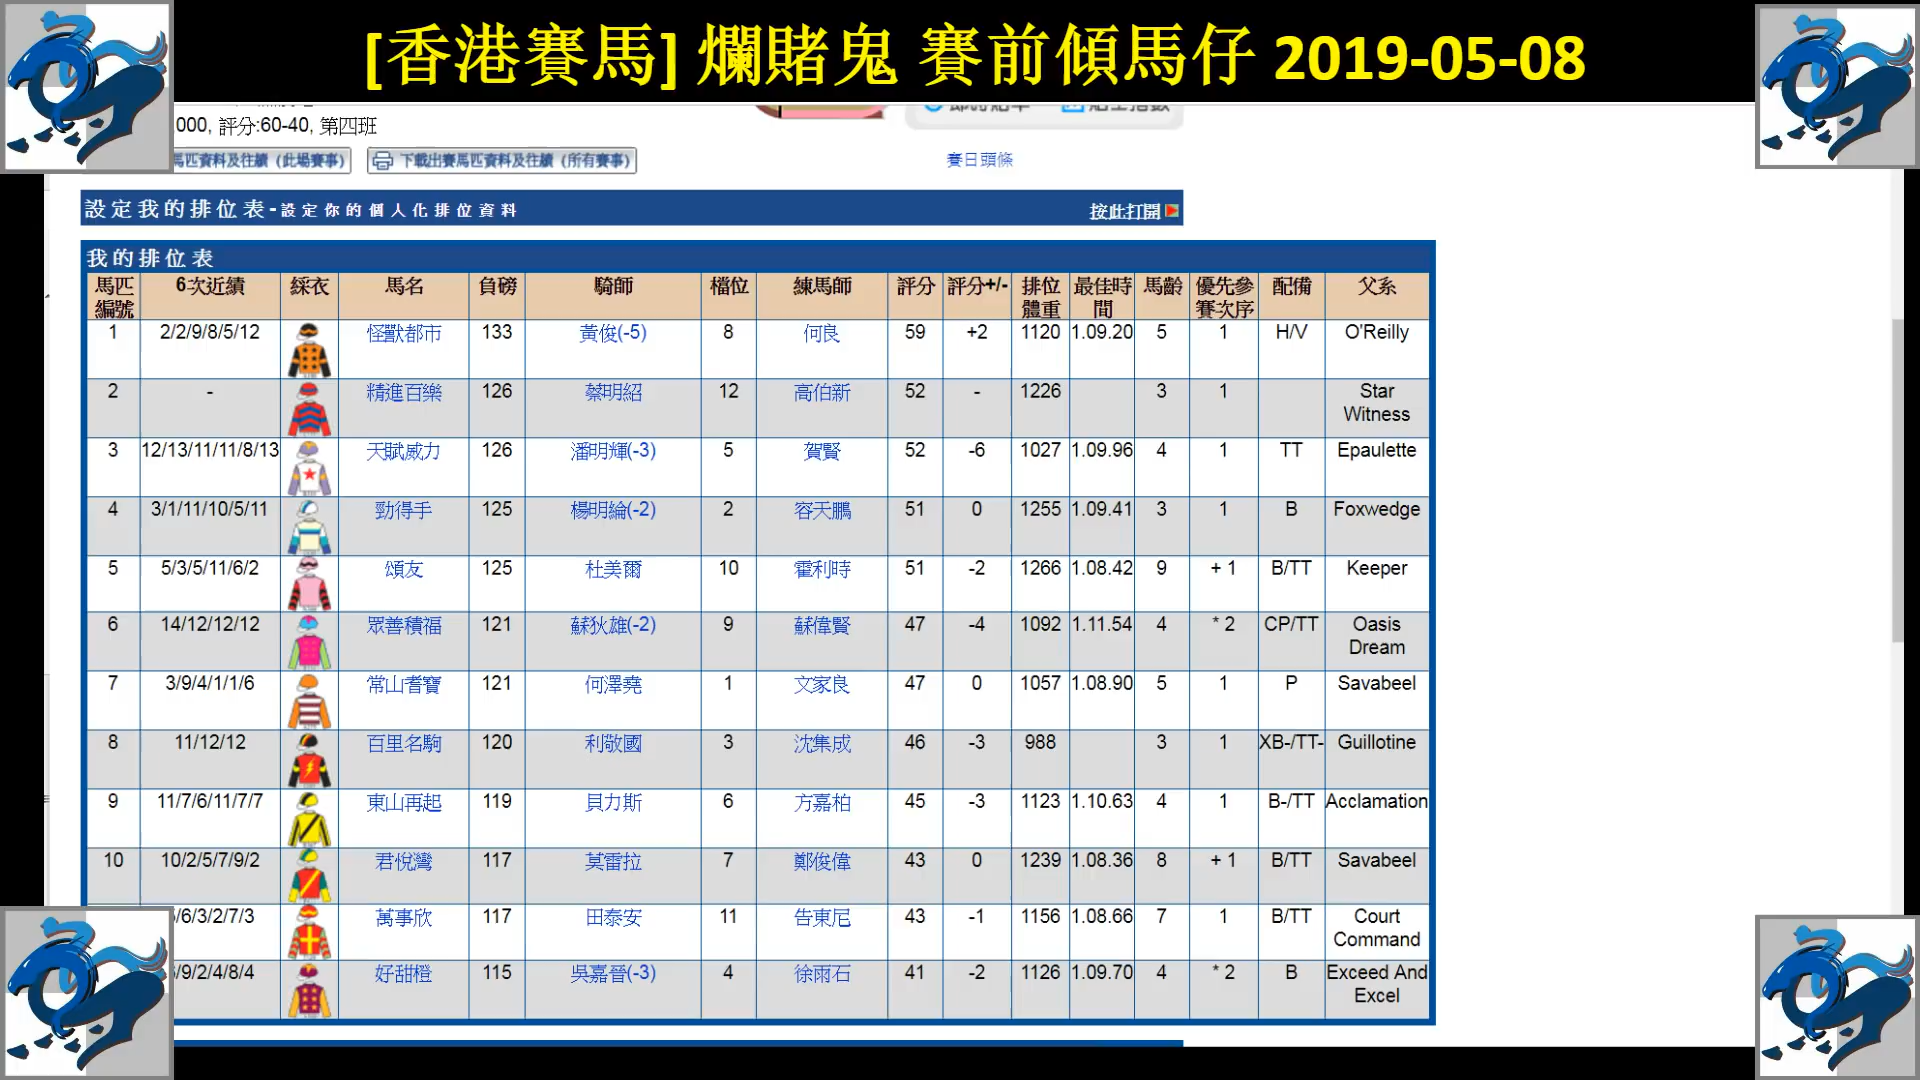 [香港賽馬] 爛賭鬼 賽前傾馬仔 2019-05-08
000, 評分:60-40, 第四班
馬匹資料及往績 (此場賽事) 下載出賽馬匹資料及往績 (所有賽事) 賽日頭條
設定我的排位表-設定你的個人化排位資料 按此打開
我的排位表
馬匹編號 6次近績 綵衣 馬名 負磅 騎師 檔位 練馬師 評分 評分+/- 排位體重 最佳時間 馬齡 優先參賽次序 配備 父系
1 2/2/9/8/5/12 怪獸都市 133 黃俊(-5) 8 何良 59 +2 1120 1.09.20 5 1 H/V O'Reilly
2 - 精進百樂 126 蔡明紹 12 高伯新 52 - 1226 3 1 Star Witness
3 12/13/11/11/8/13 天賦威力 126 潘明輝(-3) 5 賀賢 52 -6 1027 1.09.96 4 1 TT Epaulette
4 3/1/11/10/5/11 勁得手 125 楊明綸(-2) 2 容天鵬 51 0 1255 1.09.41 3 1 B Foxwedge
5 5/3/5/11/6/2 頌友 125 杜美爾 10 霍利時 51 -2 1266 1.08.42 9 + 1 B/TT Keeper
6 14/12/12/12 眾善積福 121 蘇狄雄(-2) 9 蘇偉賢 47 -4 1092 1.11.54 4 * 2 CP/TT Oasis Dream
7 3/9/4/1/1/6 常山耆寶 121 何澤堯 1 文家良 47 0 1057 1.08.90 5 1 P Savabeel
8 11/12/12 百里名駒 120 利敬國 3 沈集成 46 -3 988 3 1 XB-/TT- Guillotine
9 11/7/6/11/7/7 東山再起 119 貝力斯 6 方嘉柏 45 -3 1123 1.10.63 4 1 B-/TT Acclamation
10 10/2/5/7/9/2 君悅灣 117 莫雷拉 7 鄭俊偉 43 0 1239 1.08.36 8 + 1 B/TT Savabeel
/6/3/2/7/3 萬事欣 117 田泰安 11 告東尼 43 -1 1156 1.08.66 7 1 B/TT Court Command
/9/2/4/8/4 好甜橙 115 吳嘉晉(-3) 4 徐雨石 41 -2 1126 1.09.70 4 * 2 B Exceed And Excel